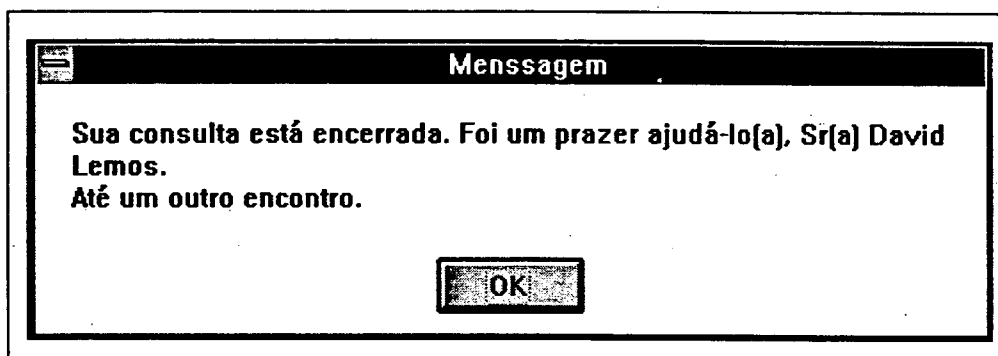 Menssagem
Sua consulta está encerrada. Foi um prazer ajudá-lo(a), Sr(a) David
Lemos.
Até um outro encontro.
OK